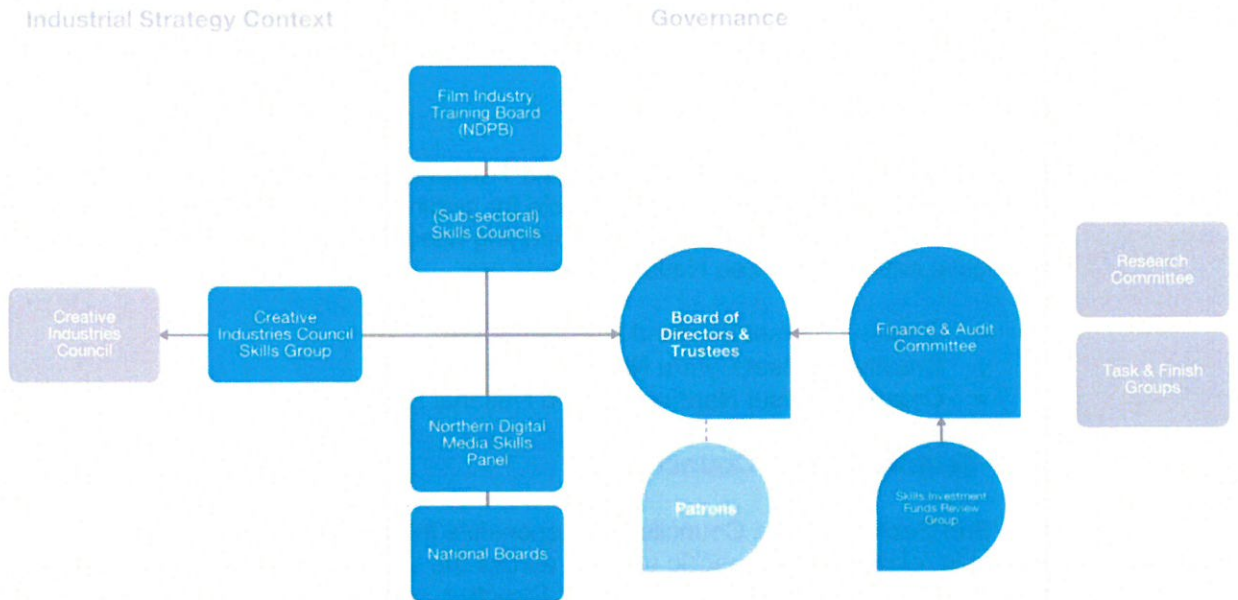 Industrial Strategy Context
Governance
Film Industry
Training Board
(NDPB)
(Sub-sectoral)
Skills Councils
Creative
Industries
Council
Creative
Industries Council
Skills Group
Board of
Directors &
Trustees
Finance & Audit
Committee
Research
Committee
Task & Finish
Groups
Northern Digital
Media Skills
Panel
National Boards
Patrons
Skills Investment
Funds Review
Group